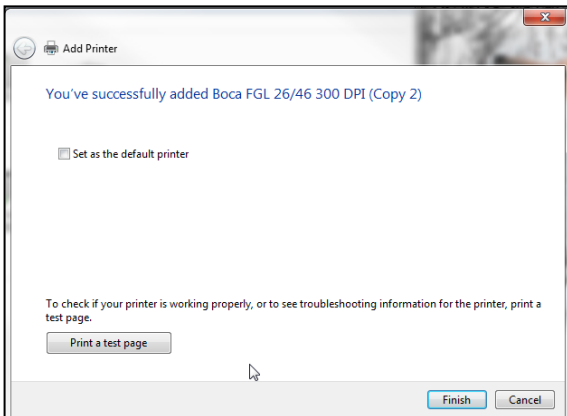 Add Printer
You've successfully added Boca FGL 26/46 300 DPI (Copy 2)
Set as the default printer
To check if your printer is working properly, or to see troubleshooting information for the printer, print a
test page.
Print a test page
Finish Cancel